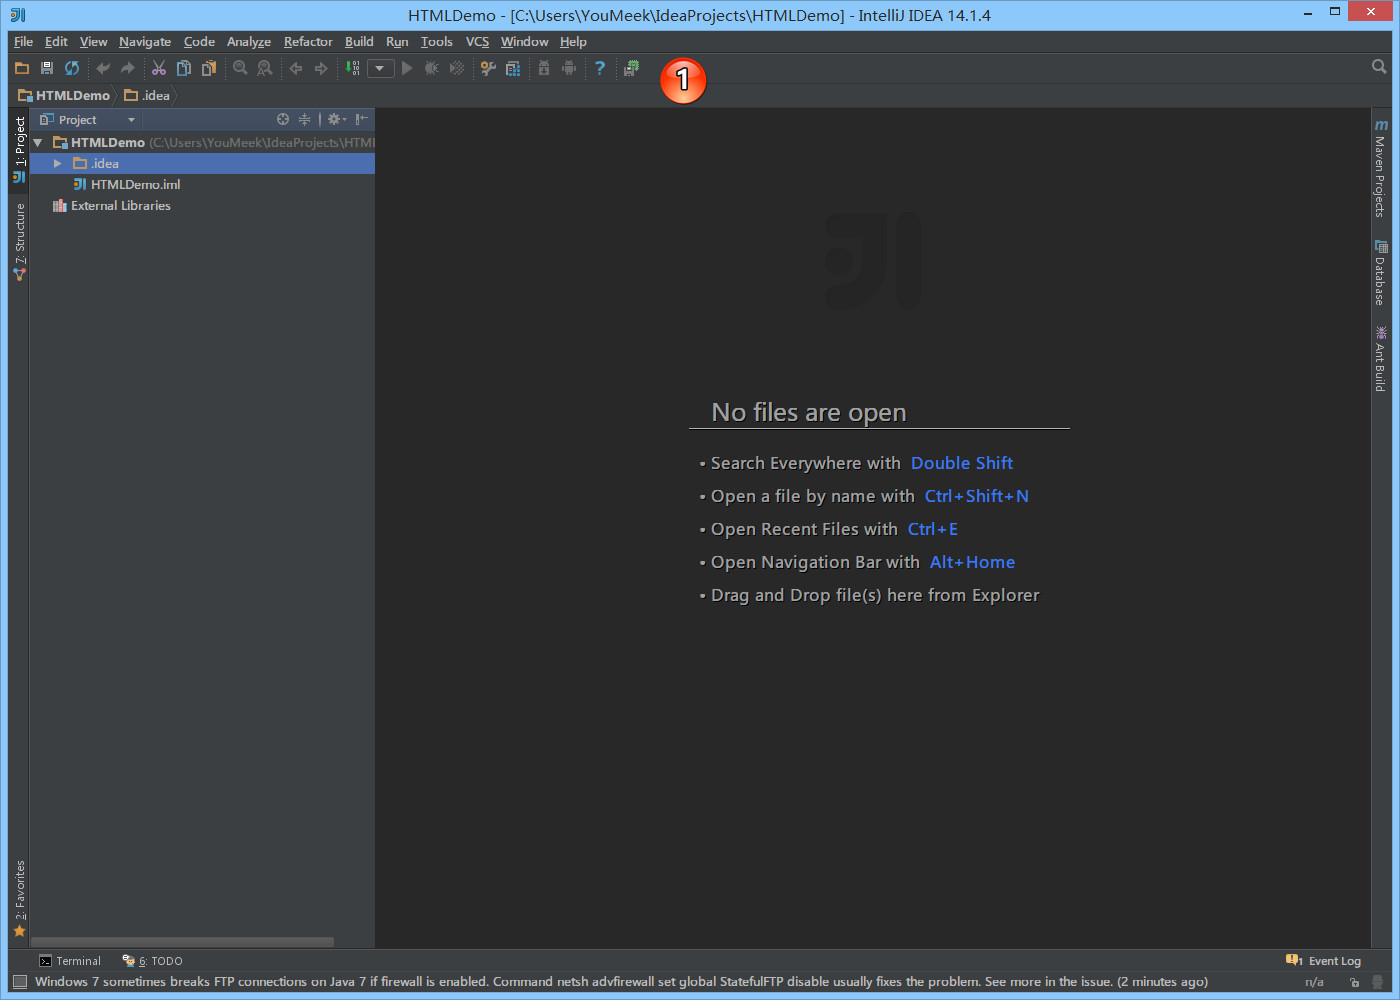 HTMLDemo - [C:\Users\YouMeek\IdeaProjects\HTMLDemo] - IntelliJ IDEA 14.1.4
File Edit View Navigate Code Analyze Refactor Build Run Tools VCS Window Help
1
HTMLDemo .idea
Project
HTMLDemo (C:\Users\YouMeek\IdeaProjects\HTMl
.idea
HTMLDemo.iml
External Libraries
1: Project
7: Structure
2: Favorites
No files are open
• Search Everywhere with Double Shift
• Open a file by name with Ctrl+Shift+N
• Open Recent Files with Ctrl+E
• Open Navigation Bar with Alt+Home
• Drag and Drop file(s) here from Explorer
Maven Projects
Database
Ant Build
Terminal 6: TODO 1 Event Log
Windows 7 sometimes breaks FTP connections on Java 7 if firewall is enabled. Command netsh advfirewall set global StatefulFTP disable usually fixes the problem. See more in the issue. (2 minutes ago) n/a